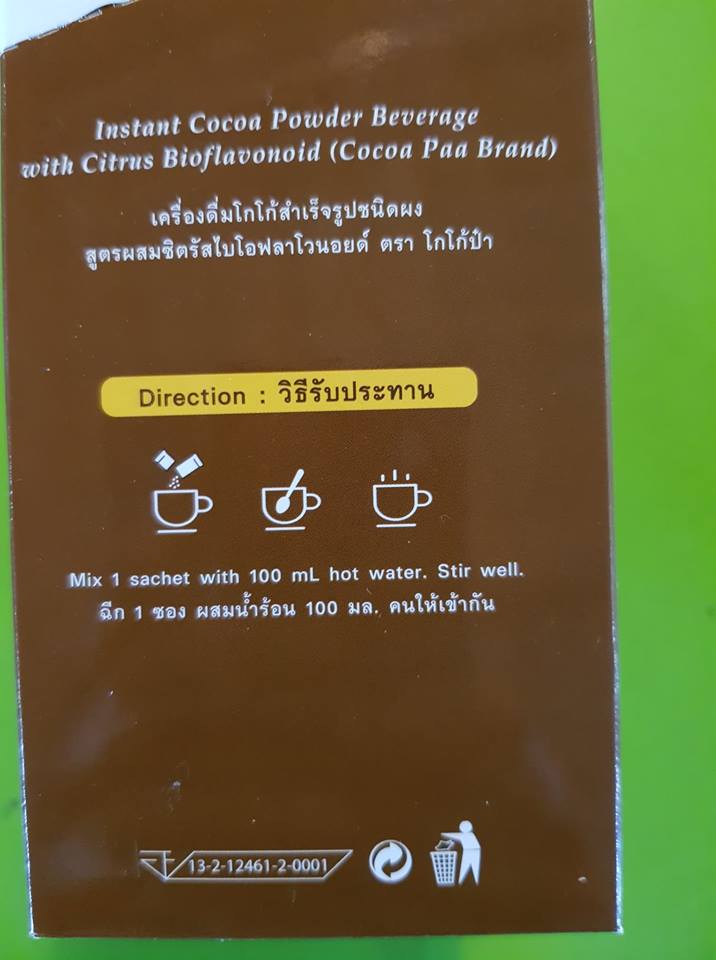 Instant Cocoa Powder Beverage
with Citrus Bioflavonoid (Cocoa Paa Brand)
เครื่องดื่มโกโก้สำเร็จรูปชนิดผง
สูตรผสมซิตรัสไบโอฟลาโวนอยด์ ตรา โกโก้ป๋า
Direction : วิธีรับประทาน
Mix 1 sachet with 100 mL hot water. Stir well.
ฉีก 1 ซอง ผสมน้ำร้อน 100 มล. คนให้เข้ากัน
13-2-12461-2-0001